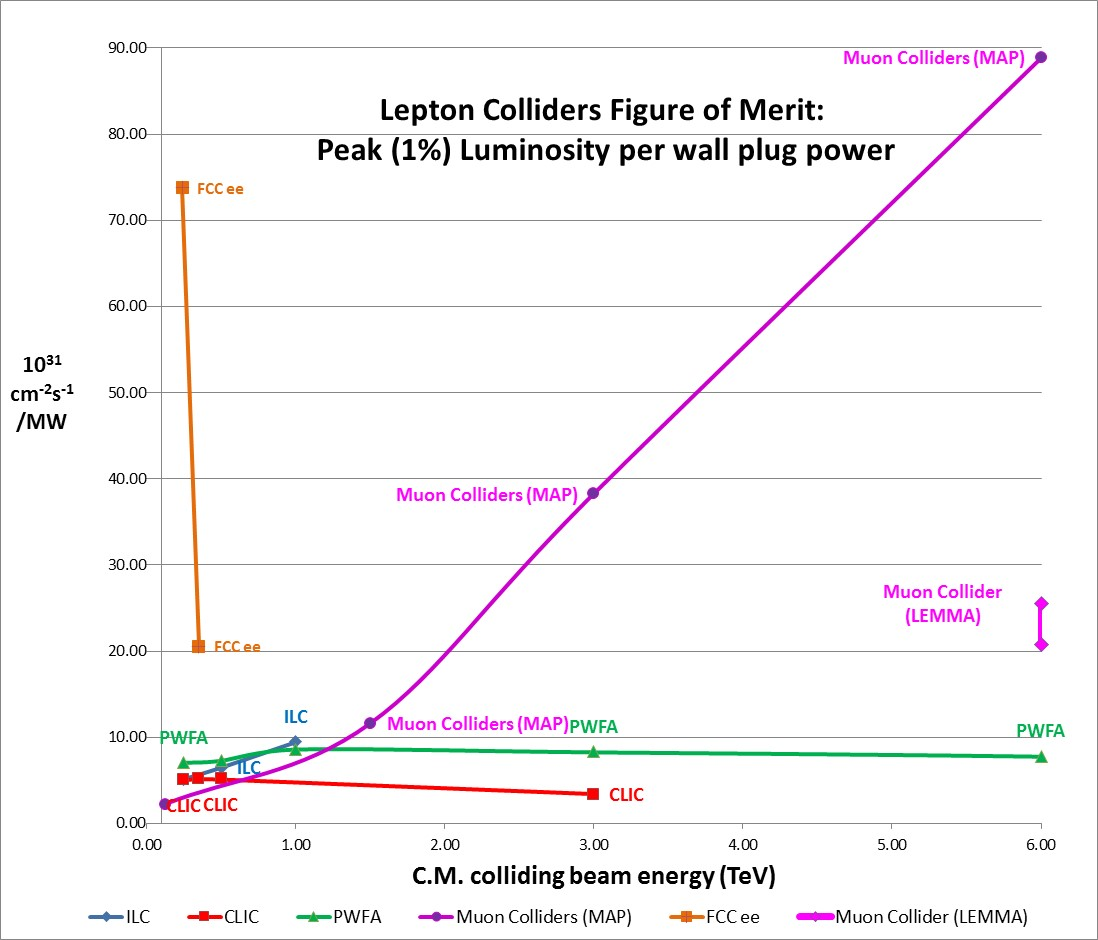 90.00
Muon Colliders (MAP)
Lepton Colliders Figure of Merit:
Peak (1%) Luminosity per wall plug power
80.00
FCC ee
70.00
60.00
10³¹
cm⁻²s⁻¹
/MW
50.00
40.00
Muon Colliders (MAP)
30.00
Muon Collider
(LEMMA)
FCC ee
20.00
ILC
Muon Colliders (MAP)
PWFA
PWFA
PWFA
10.00
ILC
CLIC
CLIC
CLIC
0.00
0.00 1.00 2.00 3.00 4.00 5.00 6.00
C.M. colliding beam energy (TeV)
ILC CLIC PWFA Muon Colliders (MAP) FCC ee Muon Collider (LEMMA)